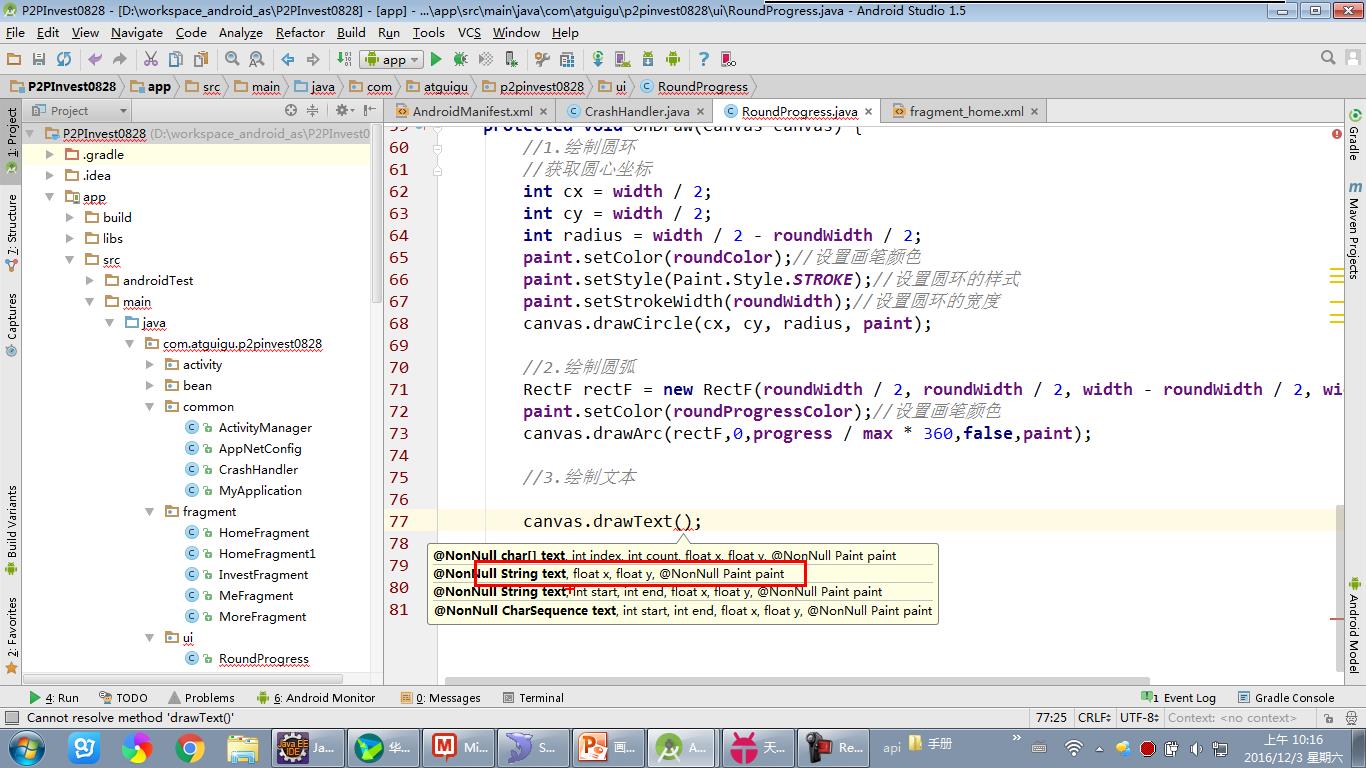 P2PInvest0828 - [D:\workspace_android_as\P2PInvest0828] - [app] - ...\app\src\main\java\com\atguigu\p2pinvest0828\ui\RoundProgress.java - Android Studio 1.5
File Edit View Navigate Code Analyze Refactor Build Run Tools VCS Window Help
app
P2PInvest0828 app src main java com atguigu p2pinvest0828 ui RoundProgress
Project
AndroidManifest.xml CrashHandler.java RoundProgress.java fragment_home.xml
P2PInvest0828 (D:\workspace_android_as\P2PInvest0
.gradle
.idea
app
build
libs
src
androidTest
main
java
com.atguigu.p2pinvest0828
activity
bean
common
ActivityManager
AppNetConfig
CrashHandler
MyApplication
fragment
HomeFragment
HomeFragment1
InvestFragment
MeFragment
MoreFragment
ui
RoundProgress
1: Project
7: Structure
Captures
Build Variants
2: Favorites
59 protected void onDraw(Canvas canvas) {
60 //1.绘制圆环
61 //获取圆心坐标
62 int cx = width / 2;
63 int cy = width / 2;
64 int radius = width / 2 - roundWidth / 2;
65 paint.setColor(roundColor);//设置画笔颜色
66 paint.setStyle(Paint.Style.STROKE);//设置圆环的样式
67 paint.setStrokeWidth(roundWidth);//设置圆环的宽度
68 canvas.drawCircle(cx, cy, radius, paint);
69
70 //2.绘制圆弧
71 RectF rectF = new RectF(roundWidth / 2, roundWidth / 2, width - roundWidth / 2, wi
72 paint.setColor(roundProgressColor);//设置画笔颜色
73 canvas.drawArc(rectF,0,progress / max * 360,false,paint);
74
75 //3.绘制文本
76
77 canvas.drawText();
78
79
80
81
@NonNull char[] text, int index, int count, float x, float y, @NonNull Paint paint
@NonNull String text, float x, float y, @NonNull Paint paint
@NonNull String text, int start, int end, float x, float y, @NonNull Paint paint
@NonNull CharSequence text, int start, int end, float x, float y, @NonNull Paint paint
Gradle
m Maven Projects
Android Model
4: Run TODO Problems 6: Android Monitor 0: Messages Terminal 1 Event Log Gradle Console
Cannot resolve method 'drawText()' 77:25 CRLF UTF-8 Context: <no context>
Java EE IDE Ja... 华... Mi... S... 画... A... 天... Re... api 手册
上午 10:16
2016/12/3 星期六